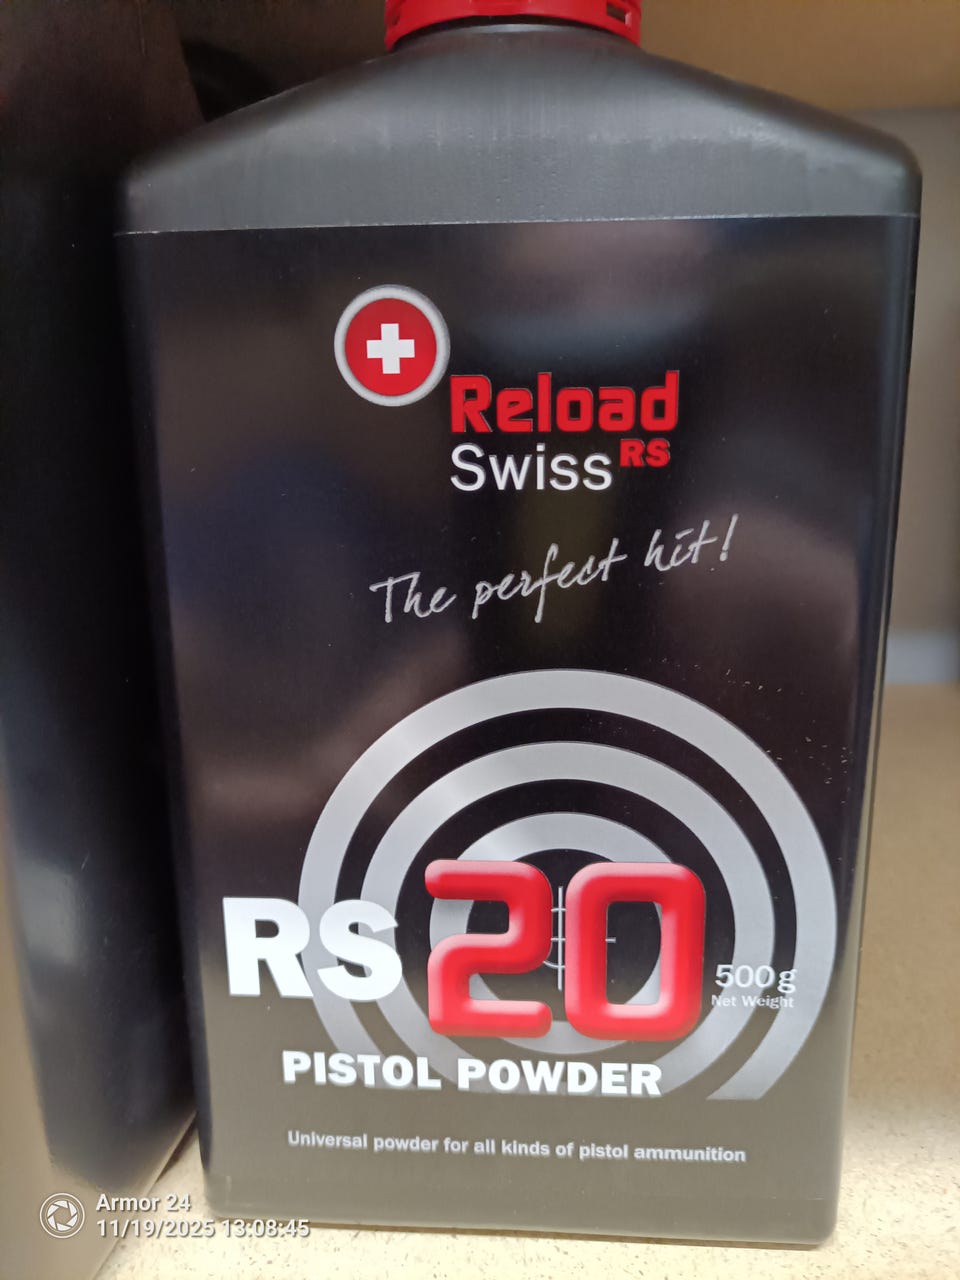 Reload
Swiss RS
The perfect hit!
RS 20
500g
Net Weight
PISTOL POWDER
Universal powder for all kinds of pistol ammunition
Armor 24
11/19/2025 13:08:45